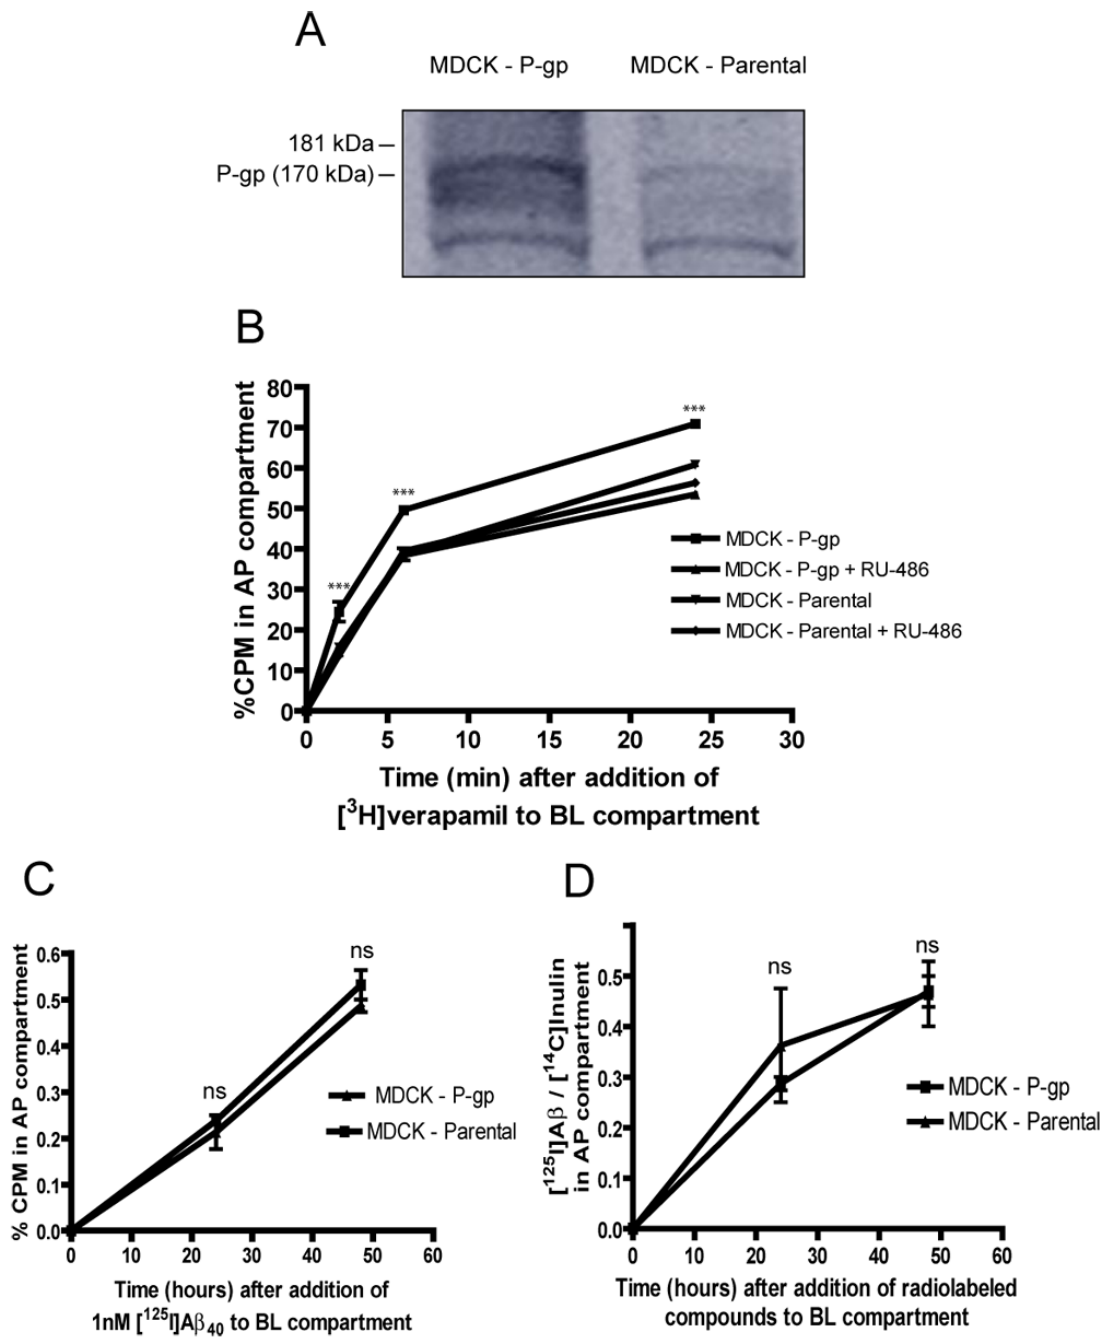 A
MDCK - P-gp MDCK - Parental
181 kDa
P-gp (170 kDa)
B
%CPM in AP compartment
80
70
60
50
40
30
20
10
0
***
***
***
MDCK - P-gp
MDCK - P-gp + RU-486
MDCK - Parental
MDCK - Parental + RU-486
0 5 10 15 20 25 30
Time (min) after addition of
[³H]verapamil to BL compartment
C
% CPM in AP compartment
0.6
0.5
0.4
0.3
0.2
0.1
0.0
ns
ns
MDCK - P-gp
MDCK - Parental
0 10 20 30 40 50 60
Time (hours) after addition of
1nM [¹²⁵I]Aβ₄₀ to BL compartment
D
[¹²⁵I]Aβ / [¹⁴C]Inulin
in AP compartment
0.5
0.4
0.3
0.2
0.1
0.0
ns
ns
MDCK - P-gp
MDCK - Parental
0 10 20 30 40 50 60
Time (hours) after addition of radiolabeled
compounds to BL compartment